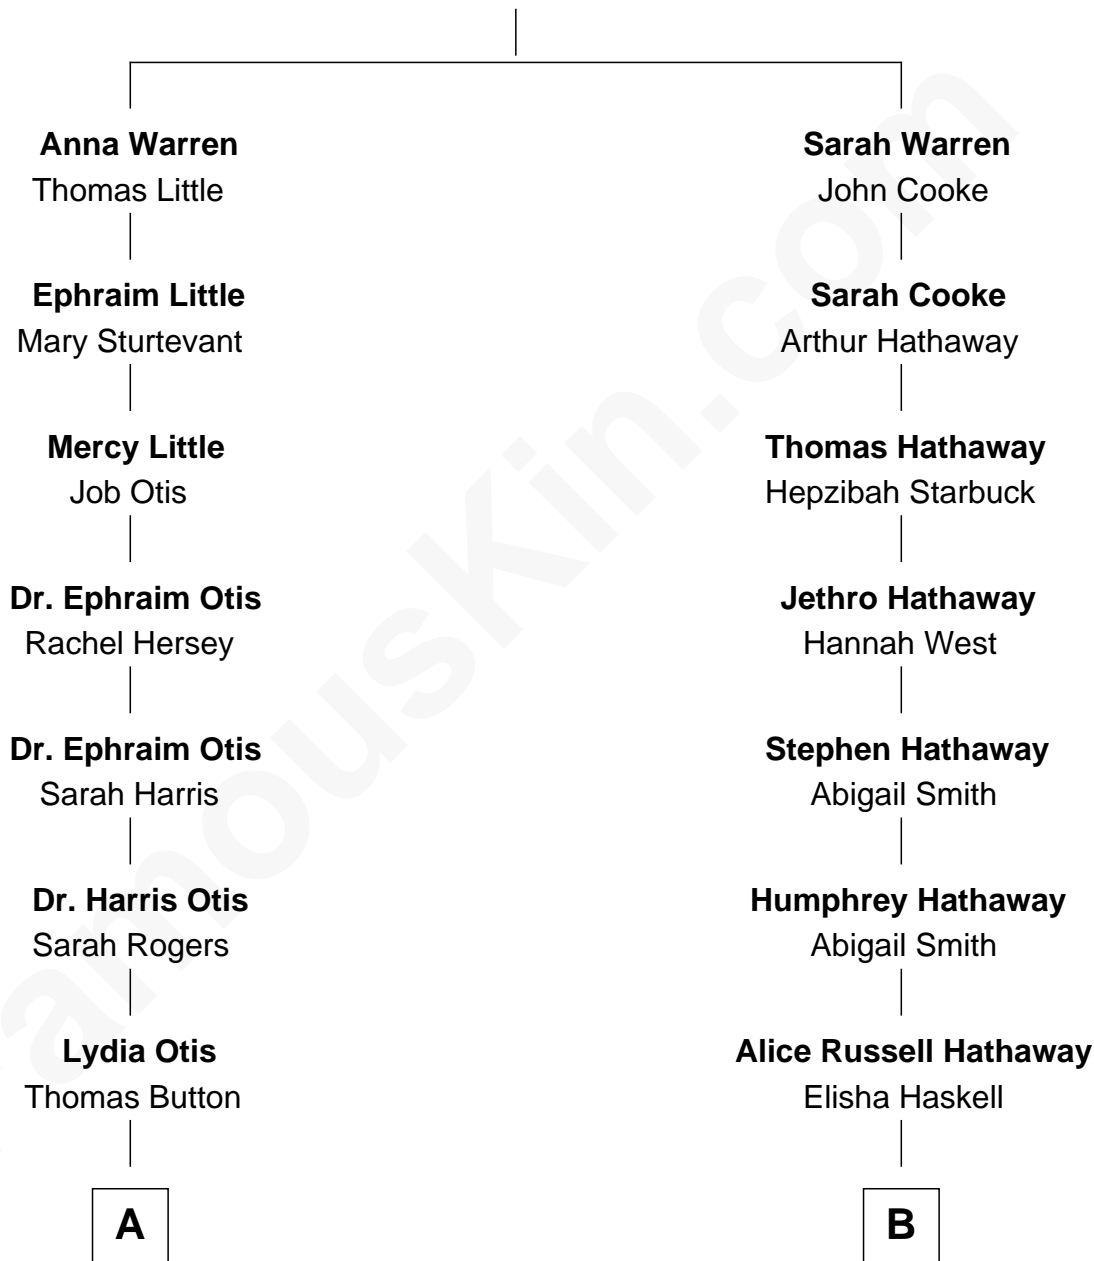 Anna Warren
Thomas Little
Sarah Warren
John Cooke
Ephraim Little
Mary Sturtevant
Sarah Cooke
Arthur Hathaway
Mercy Little
Job Otis
Thomas Hathaway
Hepzibah Starbuck
Dr. Ephraim Otis
Rachel Hersey
Jethro Hathaway
Hannah West
Dr. Ephraim Otis
Sarah Harris
Stephen Hathaway
Abigail Smith
Dr. Harris Otis
Sarah Rogers
Humphrey Hathaway
Abigail Smith
Lydia Otis
Thomas Button
Alice Russell Hathaway
Elisha Haskell
A
B
amouskin.com